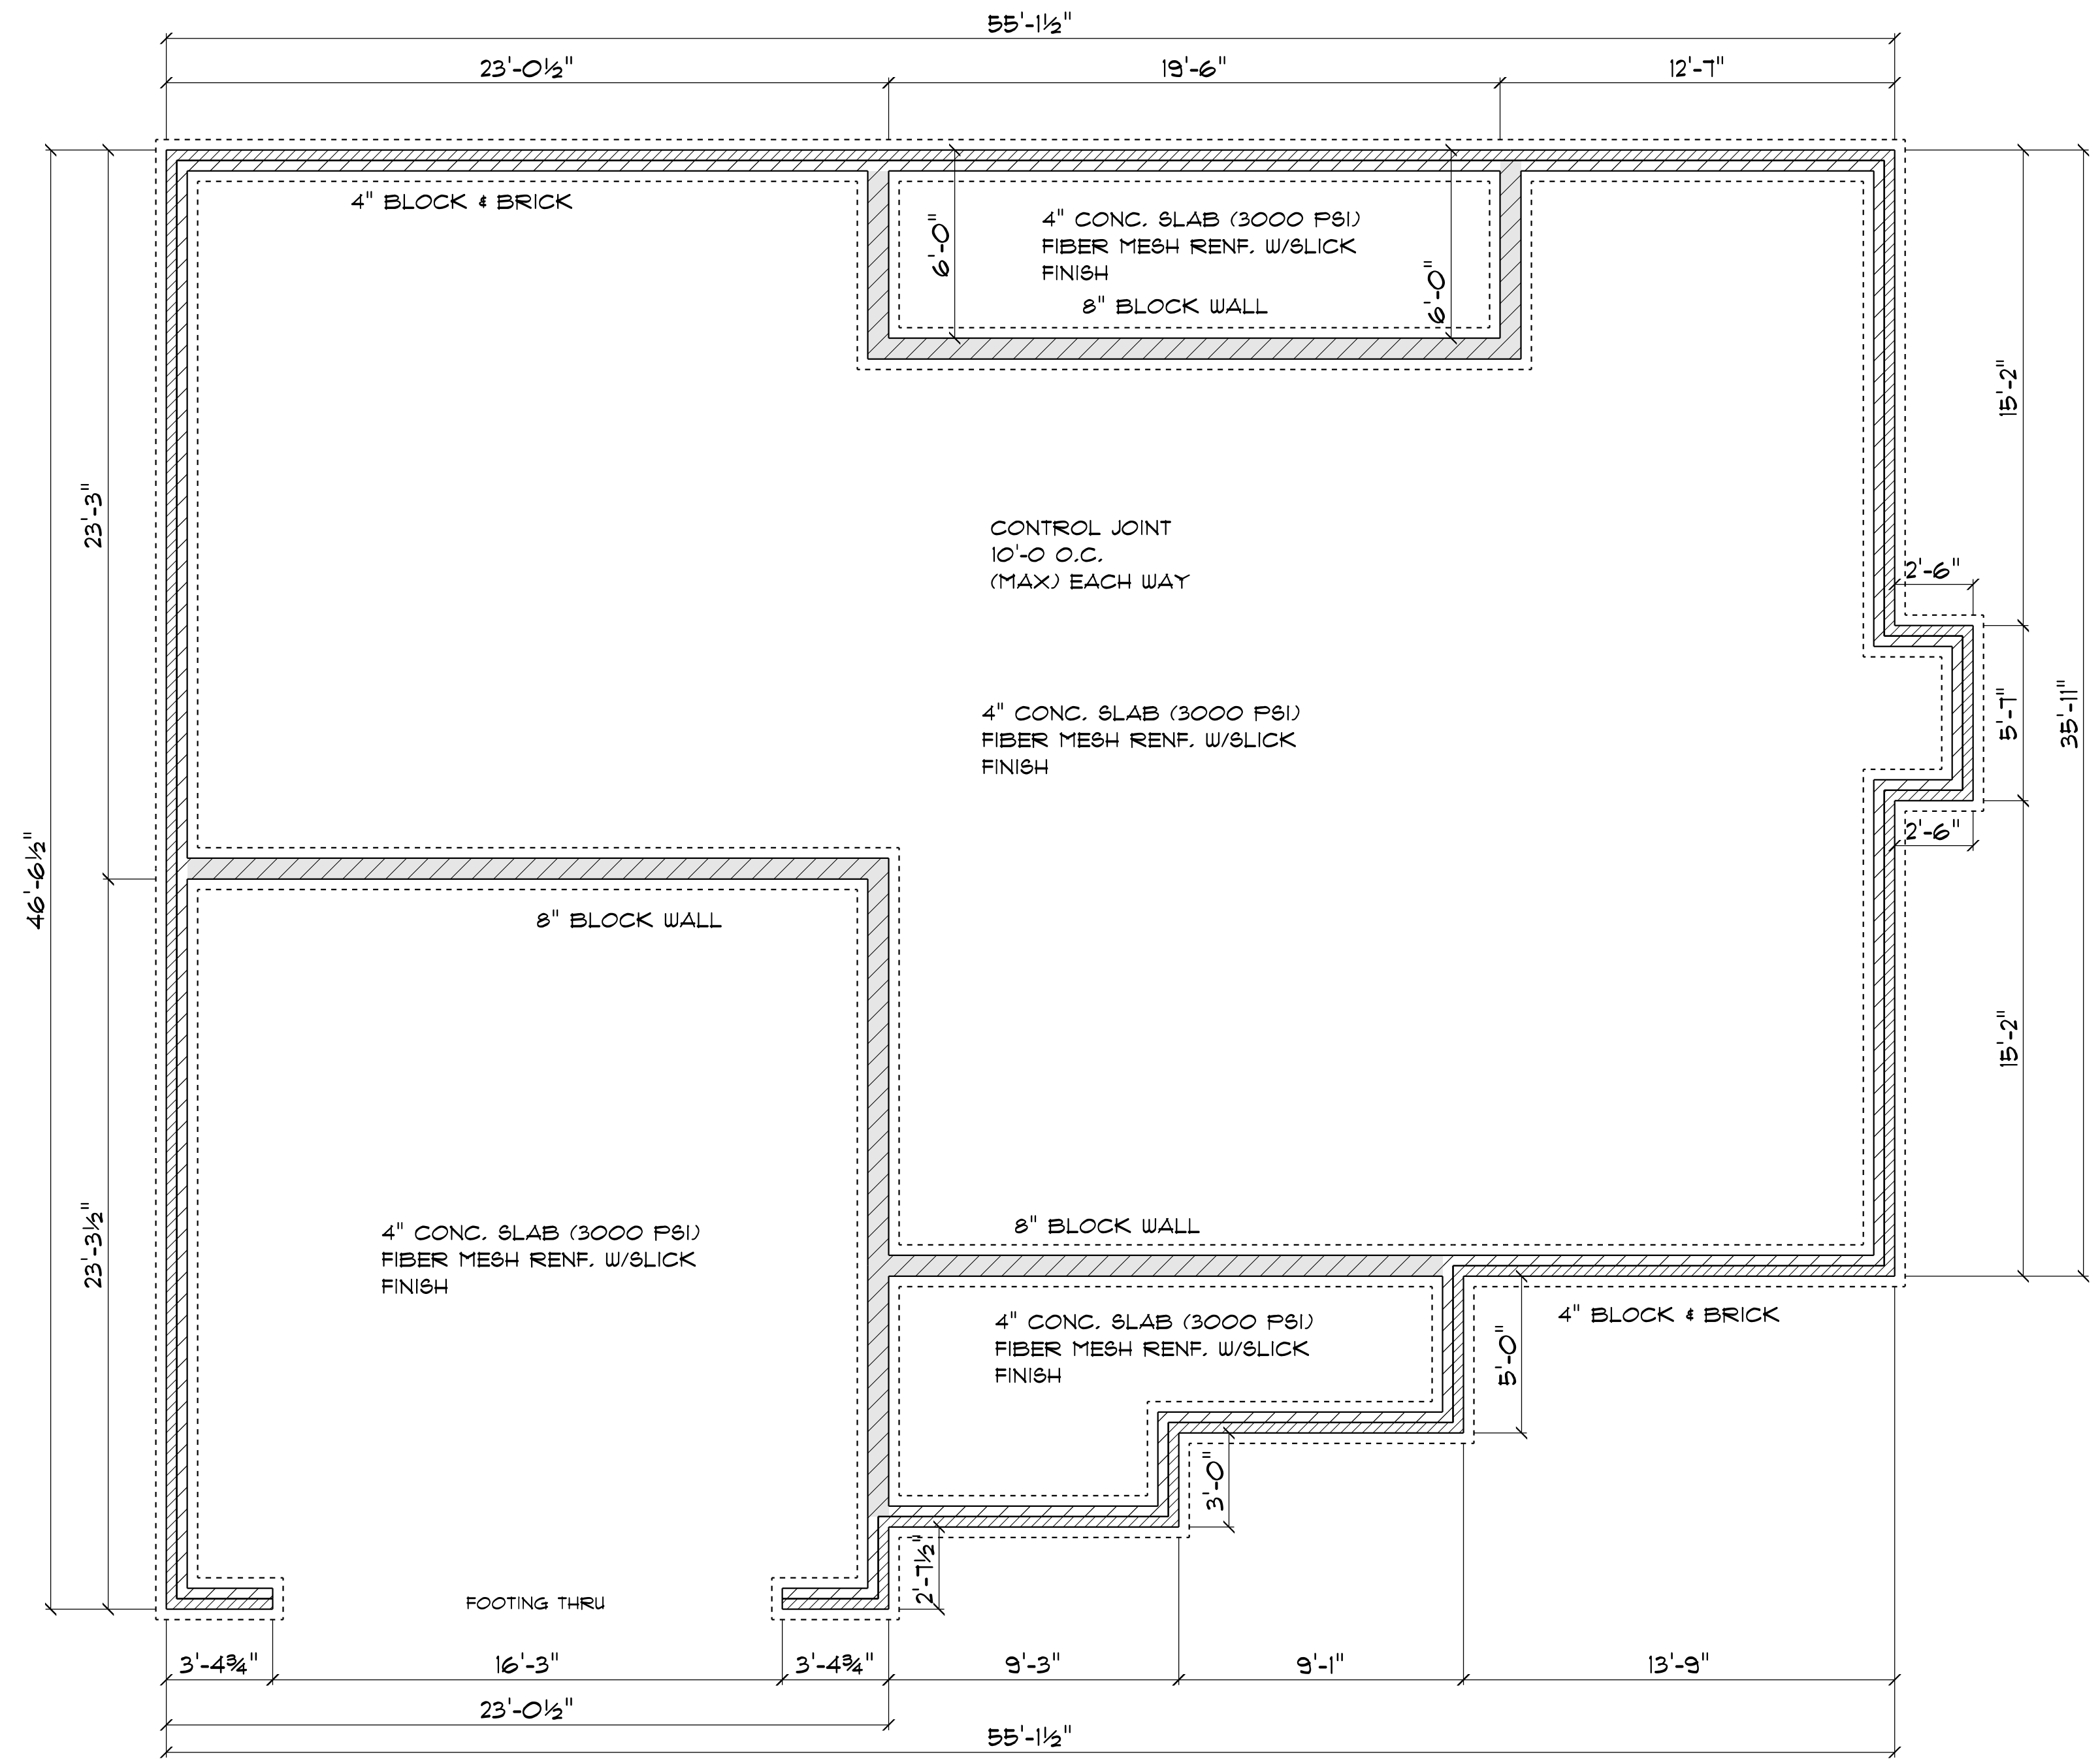 55'-1½"
23'-0½"
19'-6"
12'-7"
4" BLOCK & BRICK
6'-0"
4" CONC. SLAB (3000 PSI)
FIBER MESH RENF. W/SLICK
FINISH
8" BLOCK WALL
6'-0"
15'-2"
23'-3"
CONTROL JOINT
10'-0 O.C.
(MAX) EACH WAY
2'-6"
4" CONC. SLAB (3000 PSI)
FIBER MESH RENF. W/SLICK
FINISH
5'-7"
35'-11"
2'-6"
46'-6½"
8" BLOCK WALL
15'-2"
23'-3½"
4" CONC. SLAB (3000 PSI)
FIBER MESH RENF. W/SLICK
FINISH
8" BLOCK WALL
4" CONC. SLAB (3000 PSI)
FIBER MESH RENF. W/SLICK
FINISH
4" BLOCK & BRICK
5'-0"
3'-0"
2'-7½"
FOOTING THRU
3'-4¾"
16'-3"
3'-4¾"
9'-3"
9'-1"
13'-9"
23'-0½"
55'-1½"